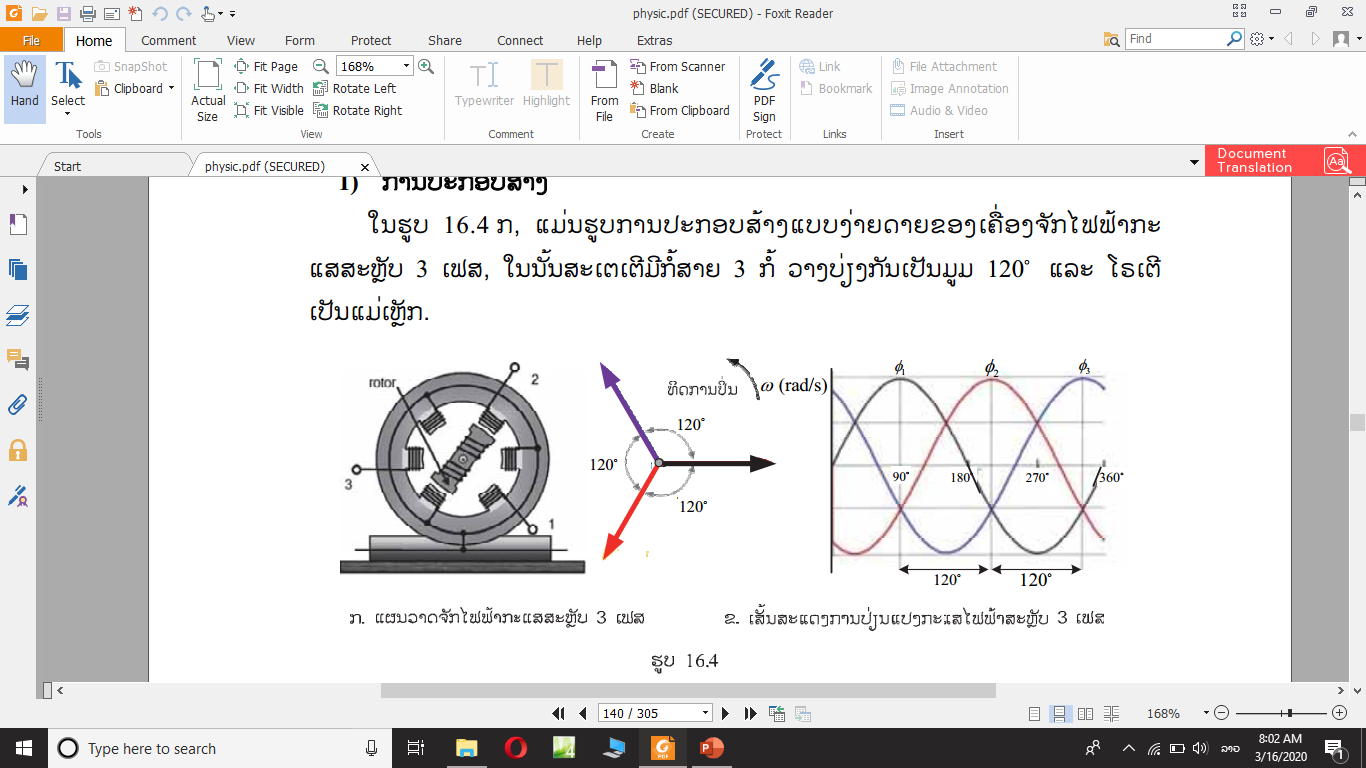 physic.pdf (SECURED) - Foxit Reader
File Home Comment View Form Protect Share Connect Help Extras
Find
Hand
Select
SnapShot
Clipboard
Tools
Actual Size
Fit Page
Fit Width
Fit Visible
168%
Rotate Left
Rotate Right
View
Typewriter
Highlight
Comment
From File
From Scanner
Blank
From Clipboard
Create
PDF Sign
Protect
Link
Bookmark
Links
File Attachment
Image Annotation
Audio & Video
Insert
Start
physic.pdf (SECURED)
Document Translation
1) ການປະກອບສ້າງ
ໃນຮູບ 16.4 ກ, ແມ່ນຮູບການປະກອບສ້າງແບບງ່າຍດາຍຂອງເຄື່ອງຈັກໄຟຟ້າກະ
ແສສະຫຼັບ 3 ເຟສ, ໃນນັ້ນສະເຕເຕີມີກໍ້ສາຍ 3 ກໍ້ ວາງບ່ຽງກັນເປັນມູມ 120° ແລະ ໂຣເຕີ
ເປັນແມ່ເຫຼັກ.
rotor
2
3
1
ທິດການປິ່ນ
ω (rad/s)
120°
120°
120°
ϕ1 ϕ2 ϕ3
90° 180° 270° 360°
120° 120°
ກ. ແຜນວາດຈັກໄຟຟ້າກະແສສະຫຼັບ 3 ເຟສ
ຂ. ເສັ້ນສະແດງການປ່ຽນແປງກະແສໄຟຟ້າສະຫຼັບ 3 ເຟສ
ຮູບ 16.4
140 / 305
168%
Type here to search
PDF
ລາວ
8:02 AM
3/16/2020
1